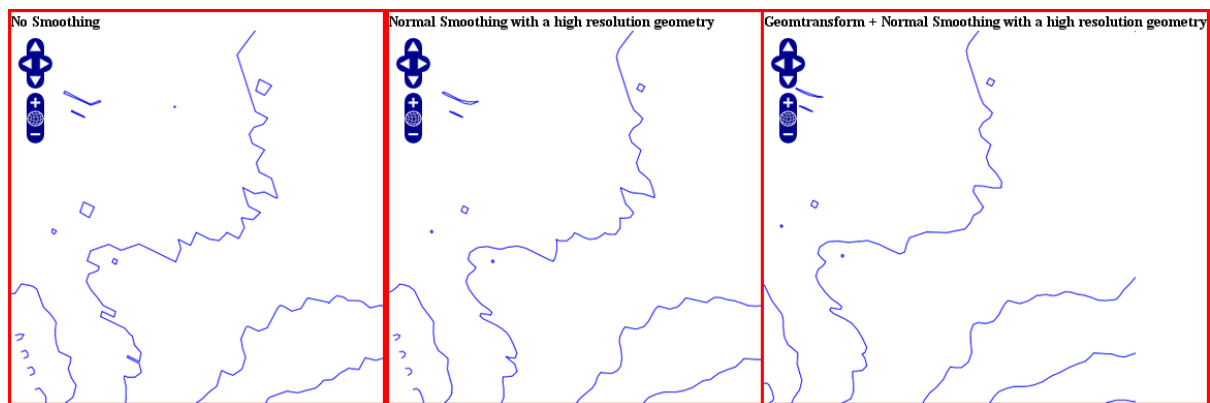 No Smoothing
Normal Smoothing with a high resolution geometry
Geomtransform + Normal Smoothing with a high resolution geometry